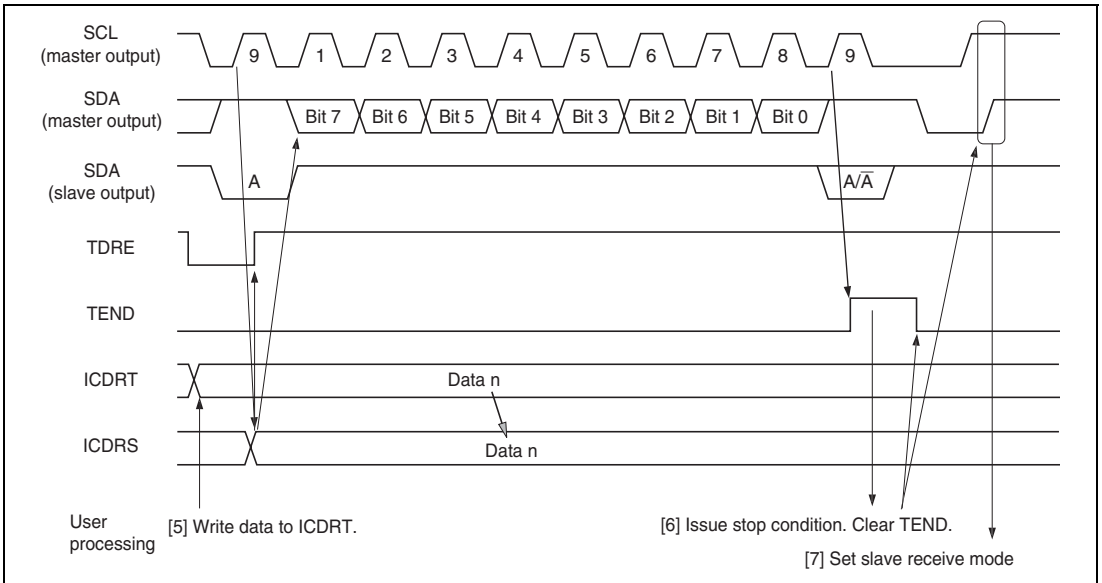 SCL
(master output)
9 1 2 3 4 5 6 7 8 9
SDA
(master output)
Bit 7 Bit 6 Bit 5 Bit 4 Bit 3 Bit 2 Bit 1 Bit 0
SDA
(slave output)
A A/A̅
TDRE
TEND
ICDRT
Data n
ICDRS
Data n
User
processing
[5] Write data to ICDRT.
[6] Issue stop condition. Clear TEND.
[7] Set slave receive mode